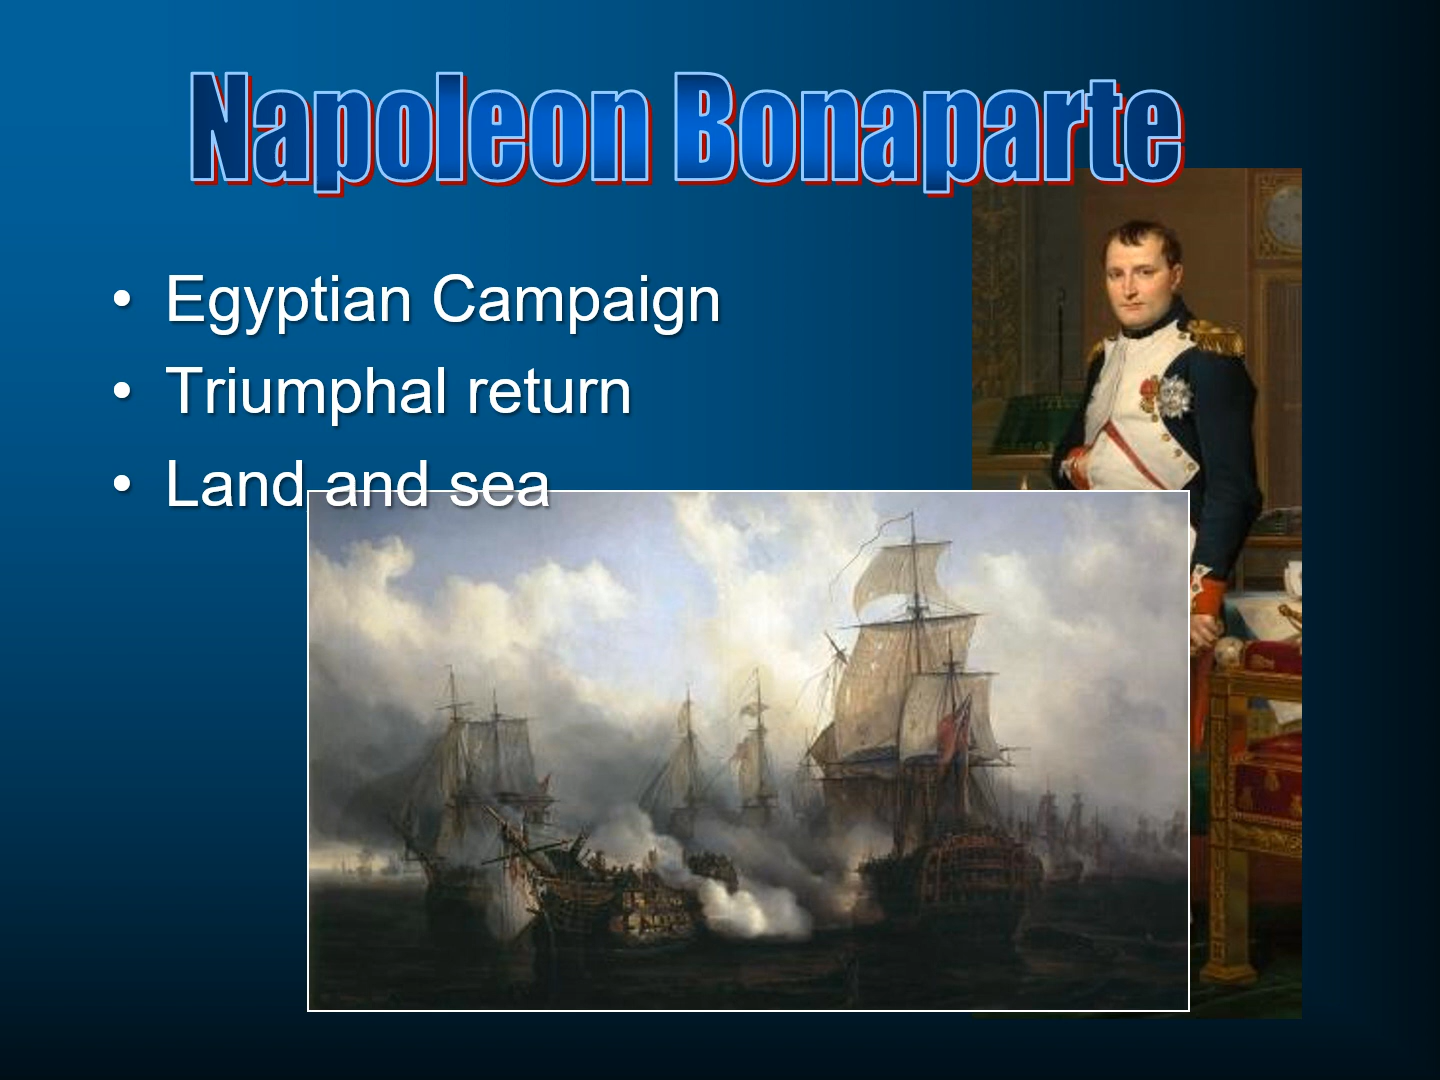 Napoleon Bonaparte
• Egyptian Campaign
• Triumphal return
• Land and sea